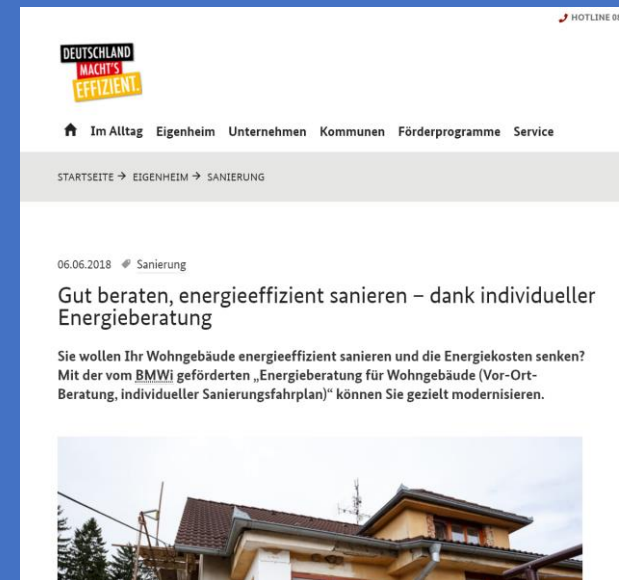 HOTLINE
DEUTSCHLAND
MACHT'S
EFFIZIENT.
Im Alltag Eigenheim Unternehmen Kommunen Förderprogramme Service
STARTSEITE → EIGENHEIM → SANIERUNG
06.06.2018 Sanierung
Gut beraten, energieeffizient sanieren – dank individueller
Energieberatung
Sie wollen Ihr Wohngebäude energieeffizient sanieren und die Energiekosten senken?
Mit der vom BMWi geförderten „Energieberatung für Wohngebäude (Vor-Ort-
Beratung, individueller Sanierungsfahrplan)“ können Sie gezielt modernisieren.